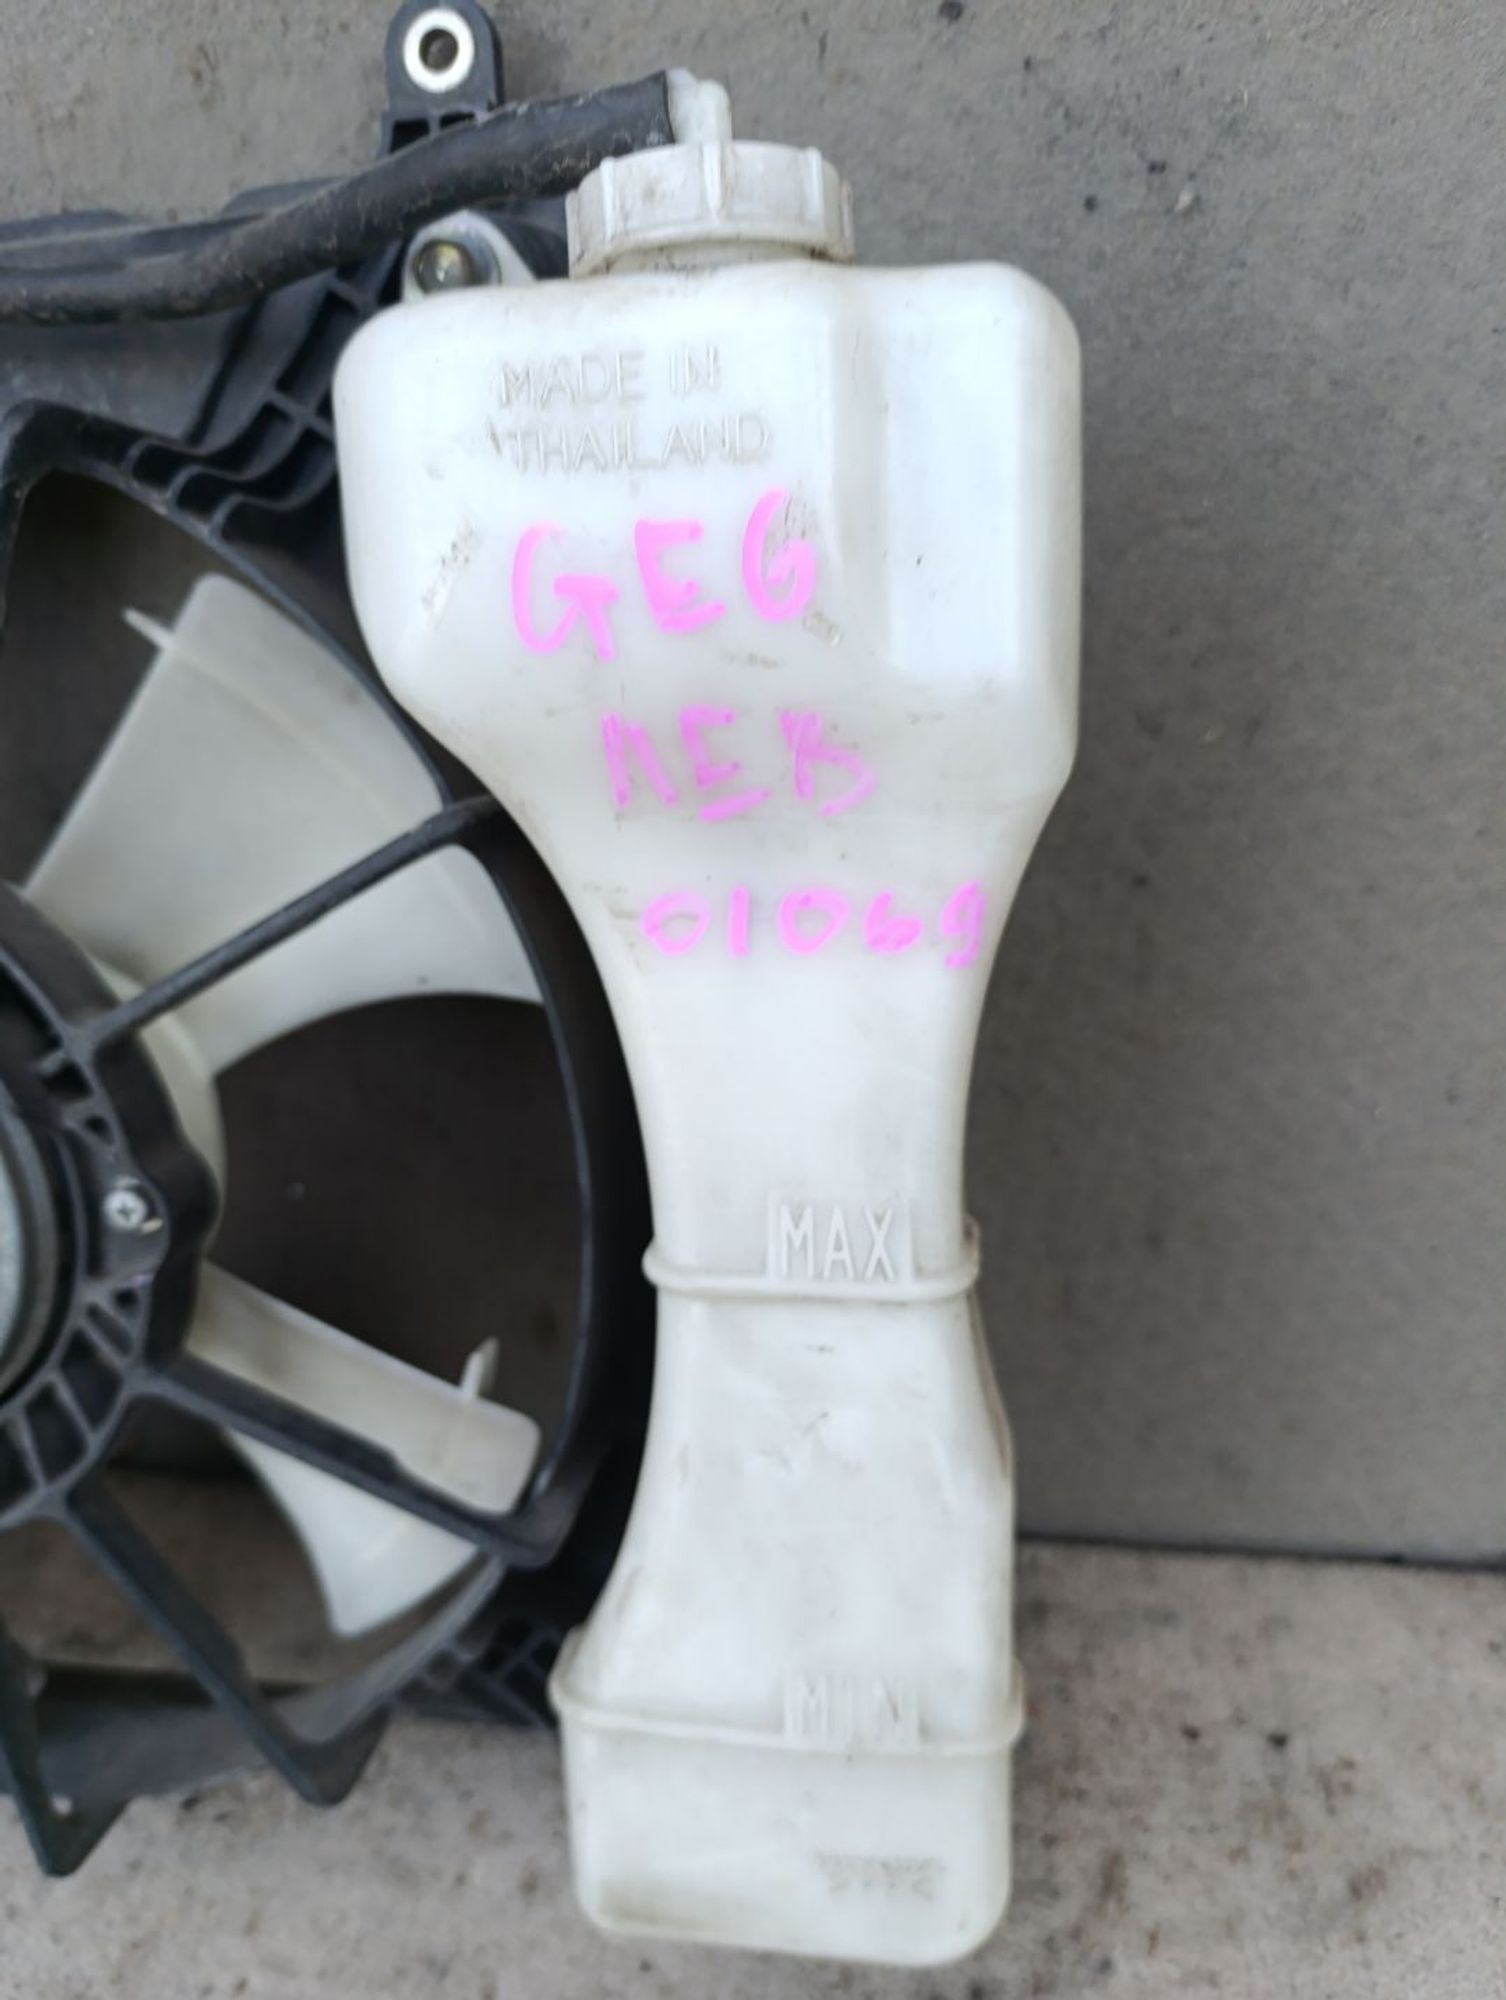 MADE IN
THAILAND
GE6
ЛЕВ
01069
MAX
MIN